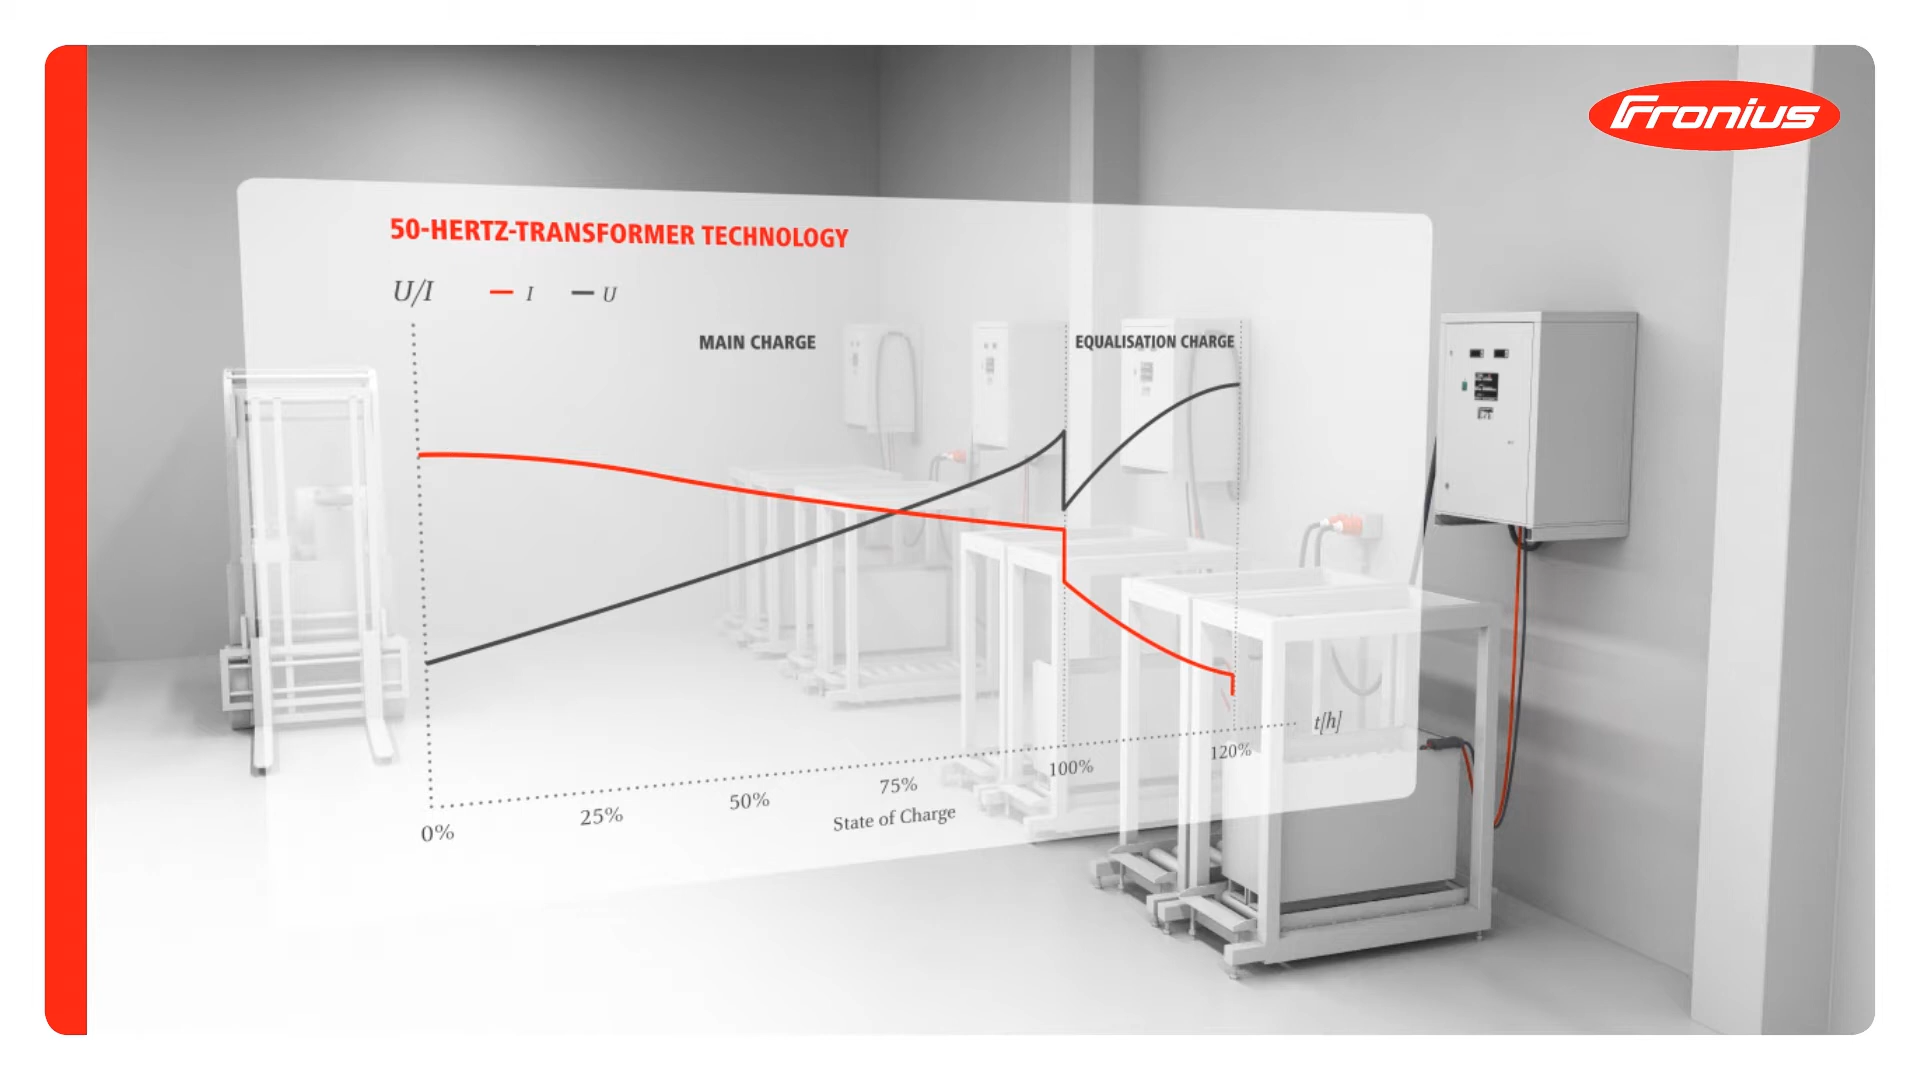 Fronius
50-HERTZ-TRANSFORMER TECHNOLOGY
U/I
I
U
MAIN CHARGE
EQUALISATION CHARGE
t[h]
0%
25%
50%
75%
100%
120%
State of Charge